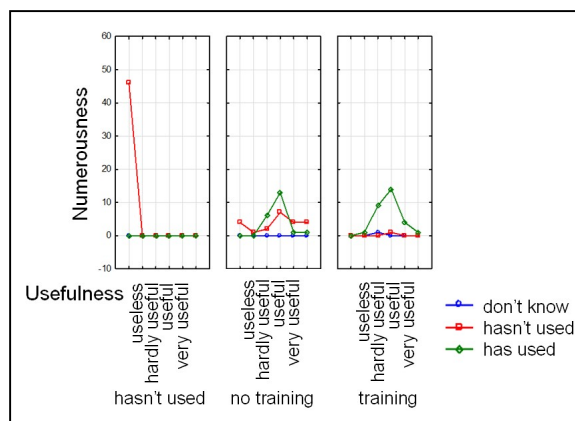 60
50
40
30
20
10
0
-10
Numerousness
Usefulness
useless
hardly useful
useful
very useful
useless
hardly useful
useful
very useful
useless
hardly useful
useful
very useful
hasn't used
no training
training
don't know
hasn't used
has used